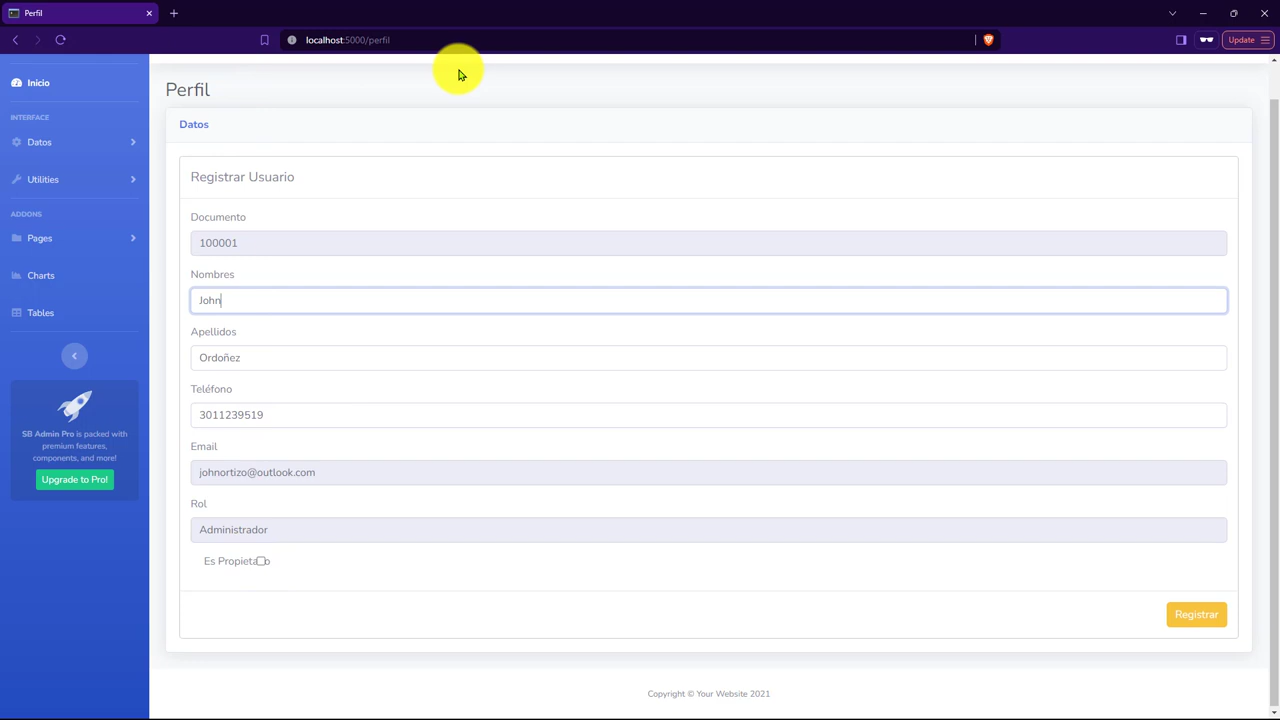 Perfil
Update
localhost:5000/perfil
Inicio
INTERFACE
Datos
Utilities
ADDONS
Pages
Charts
Tables
SB Admin Pro is packed with
premium features,
components, and more!
Upgrade to Pro!
Perfil
Datos
Registrar Usuario
Documento
100001
Nombres
John
Apellidos
Ordoñez
Teléfono
3011239519
Email
johnortizo@outlook.com
Rol
Administrador
Es
Registrar
Copyright © Your Website 2021